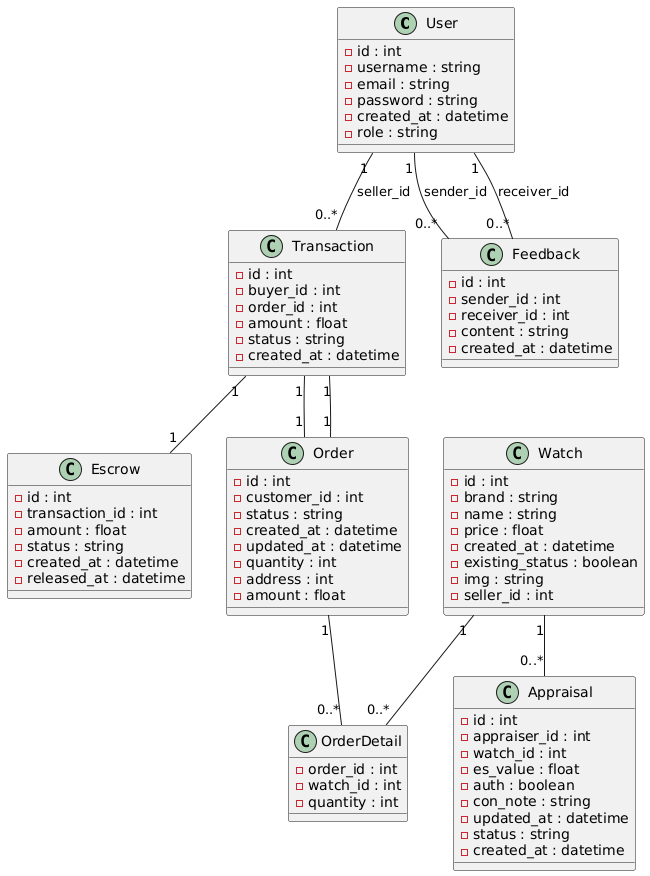 C User
id : int
username : string
email : string
password : string
created_at : datetime
role : string
1 1 1
seller_id sender_id receiver_id
0..* 0..* 0..*
C Transaction
id : int
buyer_id : int
order_id : int
amount : float
status : string
created_at : datetime
C Feedback
id : int
sender_id : int
receiver_id : int
content : string
created_at : datetime
1 1 1
1 1 1
C Escrow
id : int
transaction_id : int
amount : float
status : string
created_at : datetime
released_at : datetime
C Order
id : int
customer_id : int
status : string
created_at : datetime
updated_at : datetime
quantity : int
address : int
amount : float
C Watch
id : int
brand : string
name : string
price : float
created_at : datetime
existing_status : boolean
img : string
seller_id : int
1 1 1
0..* 0..* 0..*
C OrderDetail
order_id : int
watch_id : int
quantity : int
C Appraisal
id : int
appraiser_id : int
watch_id : int
es_value : float
auth : boolean
con_note : string
updated_at : datetime
status : string
created_at : datetime